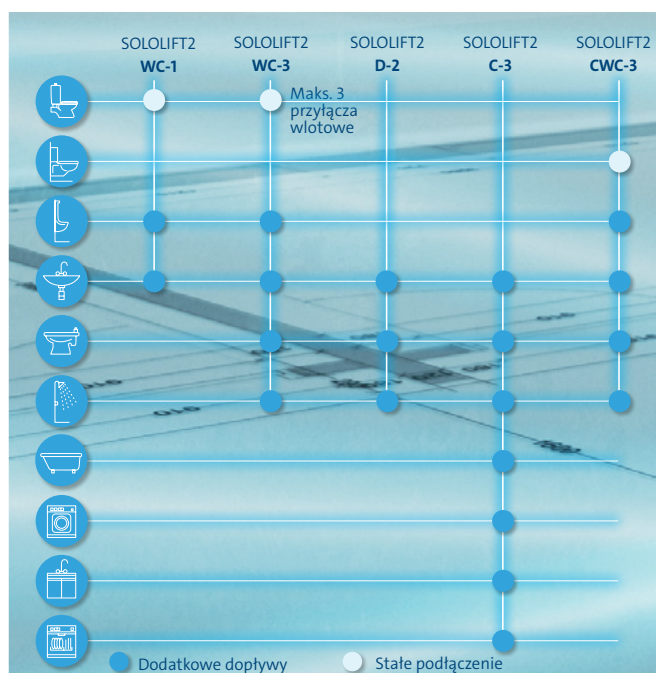 SOLOLIFT2
WC-1
SOLOLIFT2
WC-3
SOLOLIFT2
D-2
SOLOLIFT2
C-3
SOLOLIFT2
CWC-3
Maks. 3
przyłącza
wlotowe
Dodatkowe dopływy
Stałe podłączenie